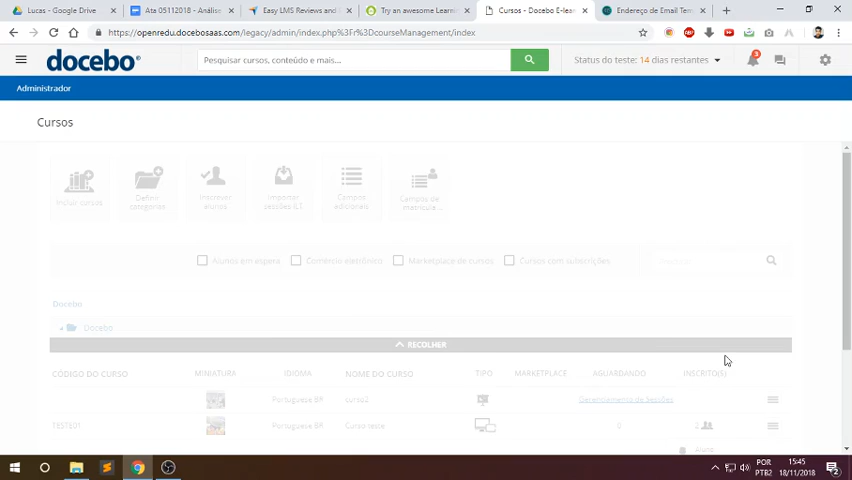 Lucas - Google Drive
Ata 05112018 - Análise
Easy LMS Reviews and
Try an awesome Learn
Cursos - Docebo E-lear
Endereço de Email Tem
https://openredu.docebosaas.com/legacy/admin/index.php%3Fr%3DcourseManagement/index
docebo
Pesquisar cursos, conteúdo e mais...
Status do teste: 14 dias restantes
3
Administrador
Cursos
Incluir cursos
Definir categorias
Inscrever alunos
Importar sessões ILT
Campos adicionais
Campos de matrícula...
Alunos em espera
Comércio eletrônico
Marketplace de cursos
Cursos com subscrições
Docebo
Docebo
RECOLHER
CÓDIGO DO CURSO
MINIATURA
IDIOMA
NOME DO CURSO
TIPO
MARKETPLACE
AGUARDANDO
INSCRITO(S)
Portuguese BR
curso2
Gerenciamento de Sessões
TESTE01
Portuguese BR
Curso teste
0
POR
PTB2
15:45
18/11/2018
2